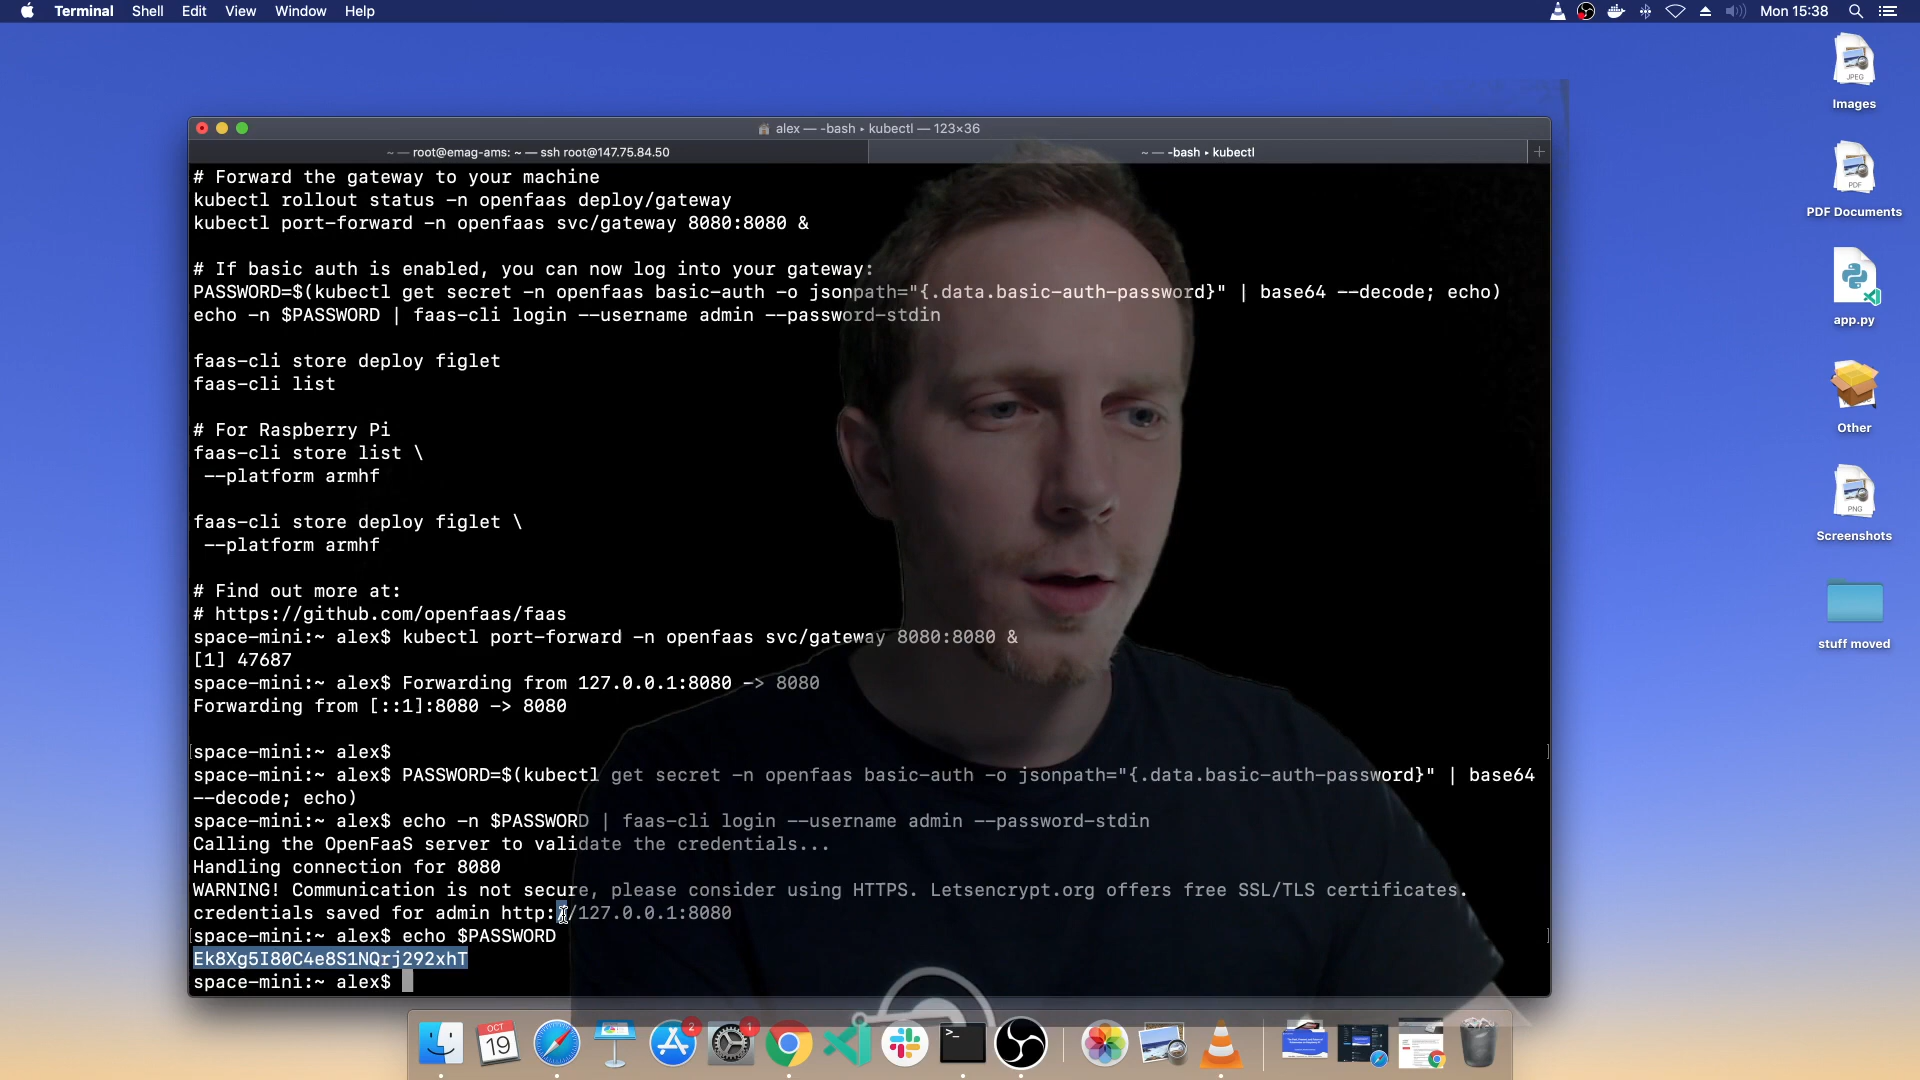 Terminal Shell Edit View Window Help
Mon 15:38
alex — -bash ▸ kubectl — 123×36
~ — root@emag-ams: ~ — ssh root@147.75.84.50
~ — -bash ▸ kubectl
# Forward the gateway to your machine
kubectl rollout status -n openfaas deploy/gateway
kubectl port-forward -n openfaas svc/gateway 8080:8080 &
# If basic auth is enabled, you can now log into your gateway:
PASSWORD=$(kubectl get secret -n openfaas basic-auth -o jsonpath="{.data.basic-auth-password}" | base64 --decode; echo)
echo -n $PASSWORD | faas-cli login --username admin --password-stdin
faas-cli store deploy figlet
faas-cli list
# For Raspberry Pi
faas-cli store list \
--platform armhf
faas-cli store deploy figlet \
--platform armhf
# Find out more at:
# https://github.com/openfaas/faas
space-mini:~ alex$ kubectl port-forward -n openfaas svc/gateway 8080:8080 &
[1] 47687
space-mini:~ alex$ Forwarding from 127.0.0.1:8080 -> 8080
Forwarding from [::1]:8080 -> 8080
space-mini:~ alex$
space-mini:~ alex$ PASSWORD=$(kubectl get secret -n openfaas basic-auth -o jsonpath="{.data.basic-auth-password}" | base64
--decode; echo)
space-mini:~ alex$ echo -n $PASSWORD | faas-cli login --username admin --password-stdin
Calling the OpenFaaS server to validate the credentials...
Handling connection for 8080
WARNING! Communication is not secure, please consider using HTTPS. Letsencrypt.org offers free SSL/TLS certificates.
credentials saved for admin http://127.0.0.1:8080
space-mini:~ alex$ echo $PASSWORD
Ek8Xg5I80C4e8S1NQrj292xhT
space-mini:~ alex$
JPEG
Images
PDF
PDF Documents
app.py
Other
PNG
Screenshots
stuff moved
OCT
19
2
1